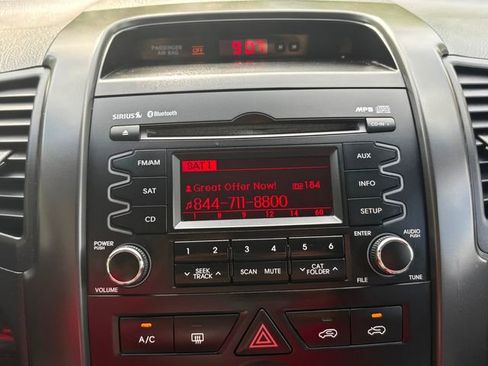 PASSENGER
AIR BAG
OFF
SIRIUS
Bluetooth
MP3
CD-IN
FM/AM
SAT
CD
SAT 1
Great Offer Now! 184
844-711-8800
1 8 12 14 60
AUX
INFO
SETUP
POWER
PUSH
VOLUME
1 2 3 4 5 6
SEEK
TRACK
SCAN MUTE
CAT
FOLDER
ENTER
AUDIO
PUSH
FILE
TUNE
A/C